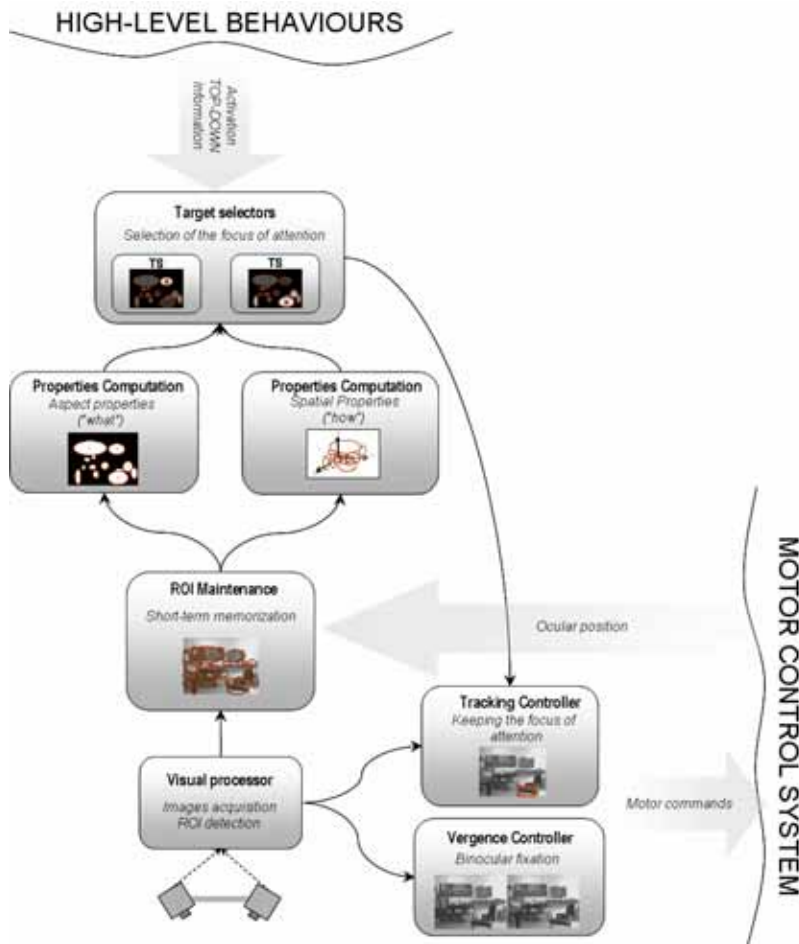 HIGH-LEVEL BEHAVIOURS
Activation
TOP-DOWN
information
Target selectors
Selection of the focus of attention
TS
TS
Properties Computation
Aspect properties
("what")
Properties Computation
Spatial Properties
("how")
ROI Maintenance
Short-term memorization
Ocular position
MOTOR CONTROL SYSTEM
Tracking Controller
Keeping the focus of
attention
Visual processor
Images acquisition
ROI detection
Motor commands
Vergence Controller
Binocular fixation